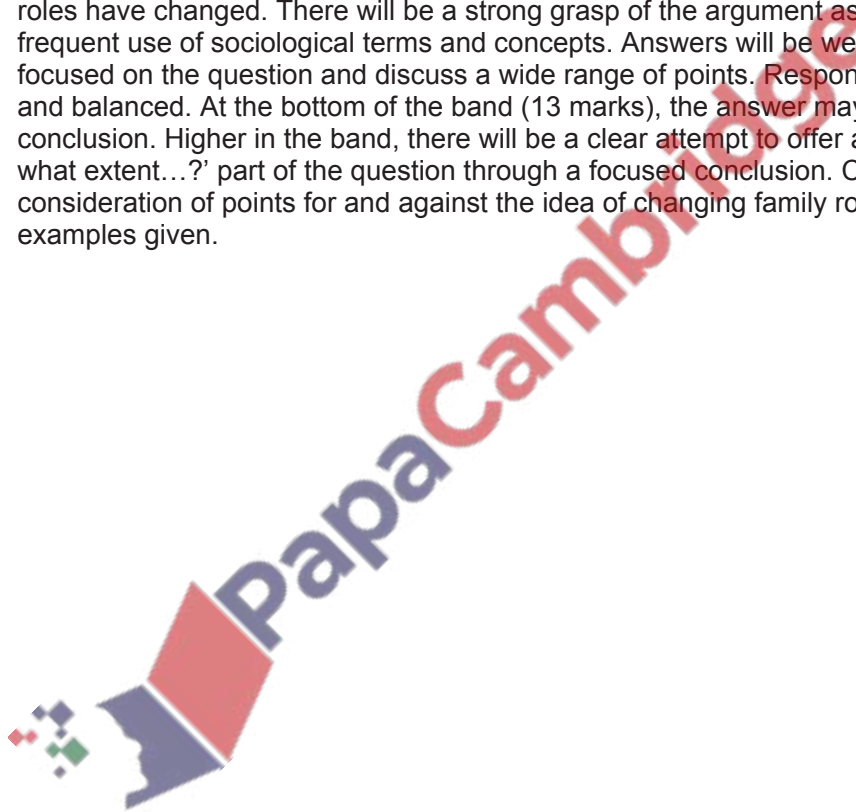 roles have changed. There will be a strong grasp of the argument as
frequent use of sociological terms and concepts. Answers will be we
focused on the question and discuss a wide range of points. Respon
and balanced. At the bottom of the band (13 marks), the answer may
conclusion. Higher in the band, there will be a clear attempt to offer a
what extent…?’ part of the question through a focused conclusion. C
consideration of points for and against the idea of changing family ro
examples given.
PapaCambridge